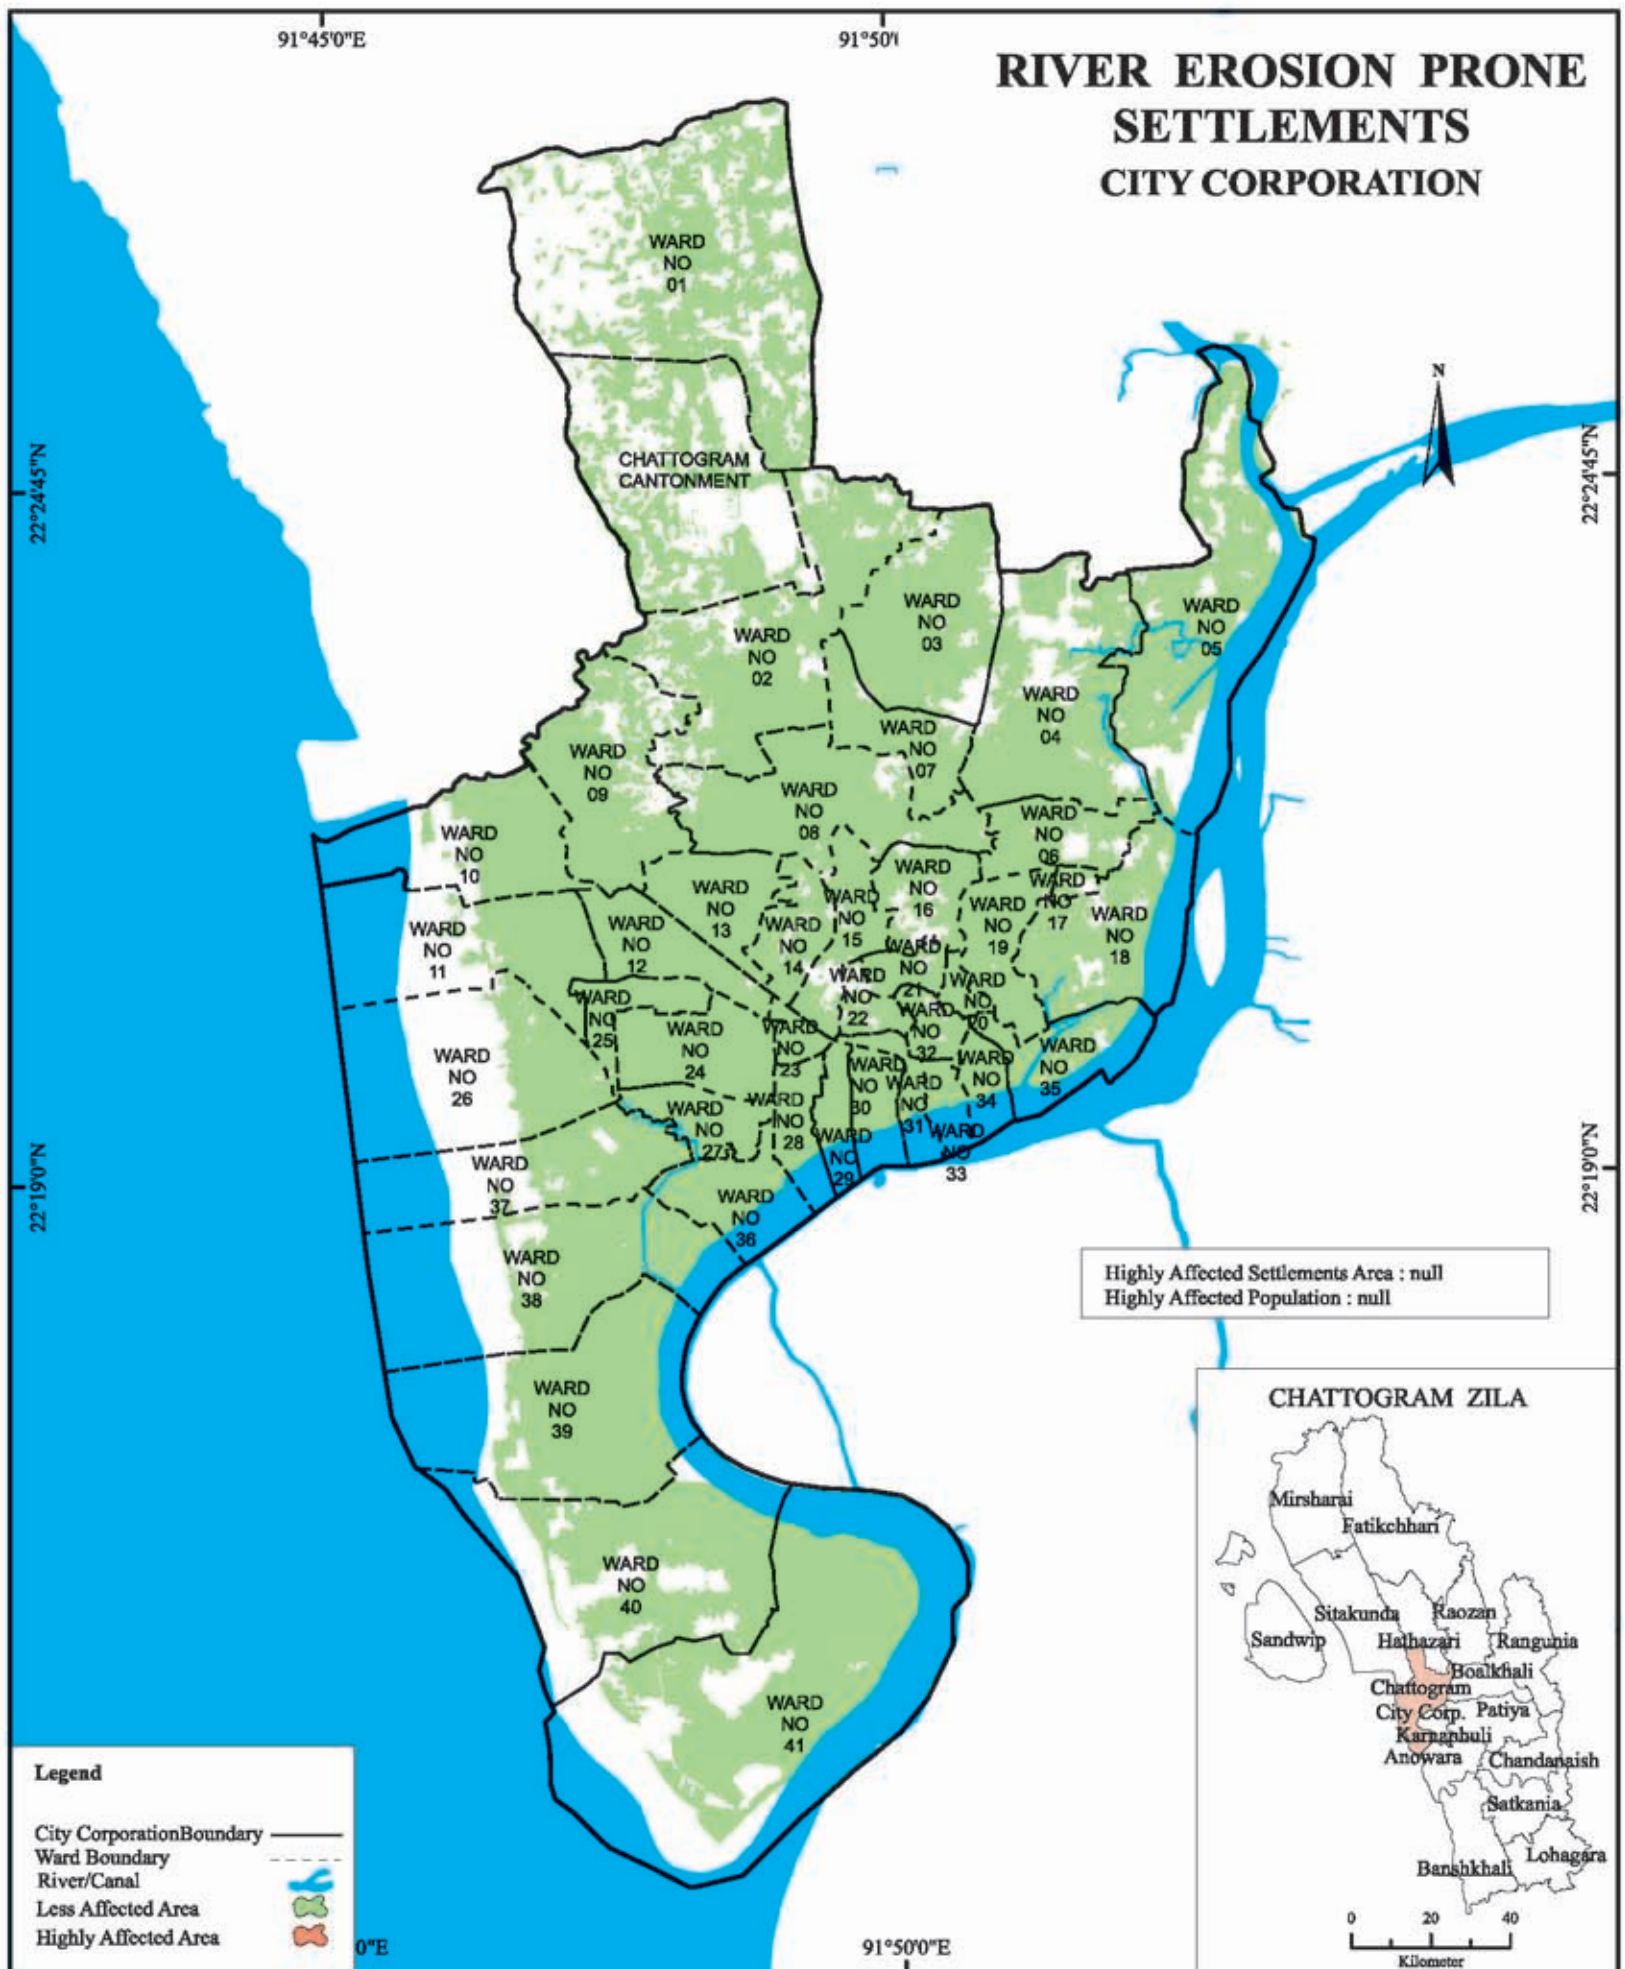 91°45'0"E
91°50'
RIVER EROSION PRONE
SETTLEMENTS
CITY CORPORATION
WARD
NO
01
N
22°24'45"N
22°24'45"N
CHATTOGRAM
CANTONMENT
WARD
NO
03
WARD
NO
05
WARD
NO
02
WARD
NO
04
WARD
NO
07
WARD
NO
09
WARD
NO
08
WARD
NO
06
WARD
NO
10
WARD
NO
16
WARD
NO
17
WARD
NO
13
WARD
NO
15
WARD
NO
19
WARD
NO
18
WARD
NO
12
WARD
NO
14
WARD
NO
11
WARD
NO
21
WARD
NO
22
WARD
NO
20
WARD
NO
25
WARD
NO
32
WARD
NO
24
WARD
NO
23
WARD
NO
35
WARD
NO
26
WARD
NO
34
WARD
NO
30
WARD
NO
31
WARD
NO
28
WARD
NO
27
WARD
NO
29
WARD
NO
33
22°19'0"N
22°19'0"N
WARD
NO
37
WARD
NO
36
WARD
NO
38
Highly Affected Settlements Area : null
Highly Affected Population : null
WARD
NO
39
WARD
NO
40
WARD
NO
41
CHATTOGRAM ZILA
Mirsharai
Fatikchhari
Sitakunda
Raozan
Sandwip
Hathazari
Rangunia
Boalkhali
Chattogram
City Corp.
Patiya
Karnaphuli
Anowara
Chandanaish
Satkania
Lohagara
Banshkhali
0 20 40
Kilometer
Legend
City CorporationBoundary
Ward Boundary
River/Canal
Less Affected Area
Highly Affected Area
0"E
91°50'0"E